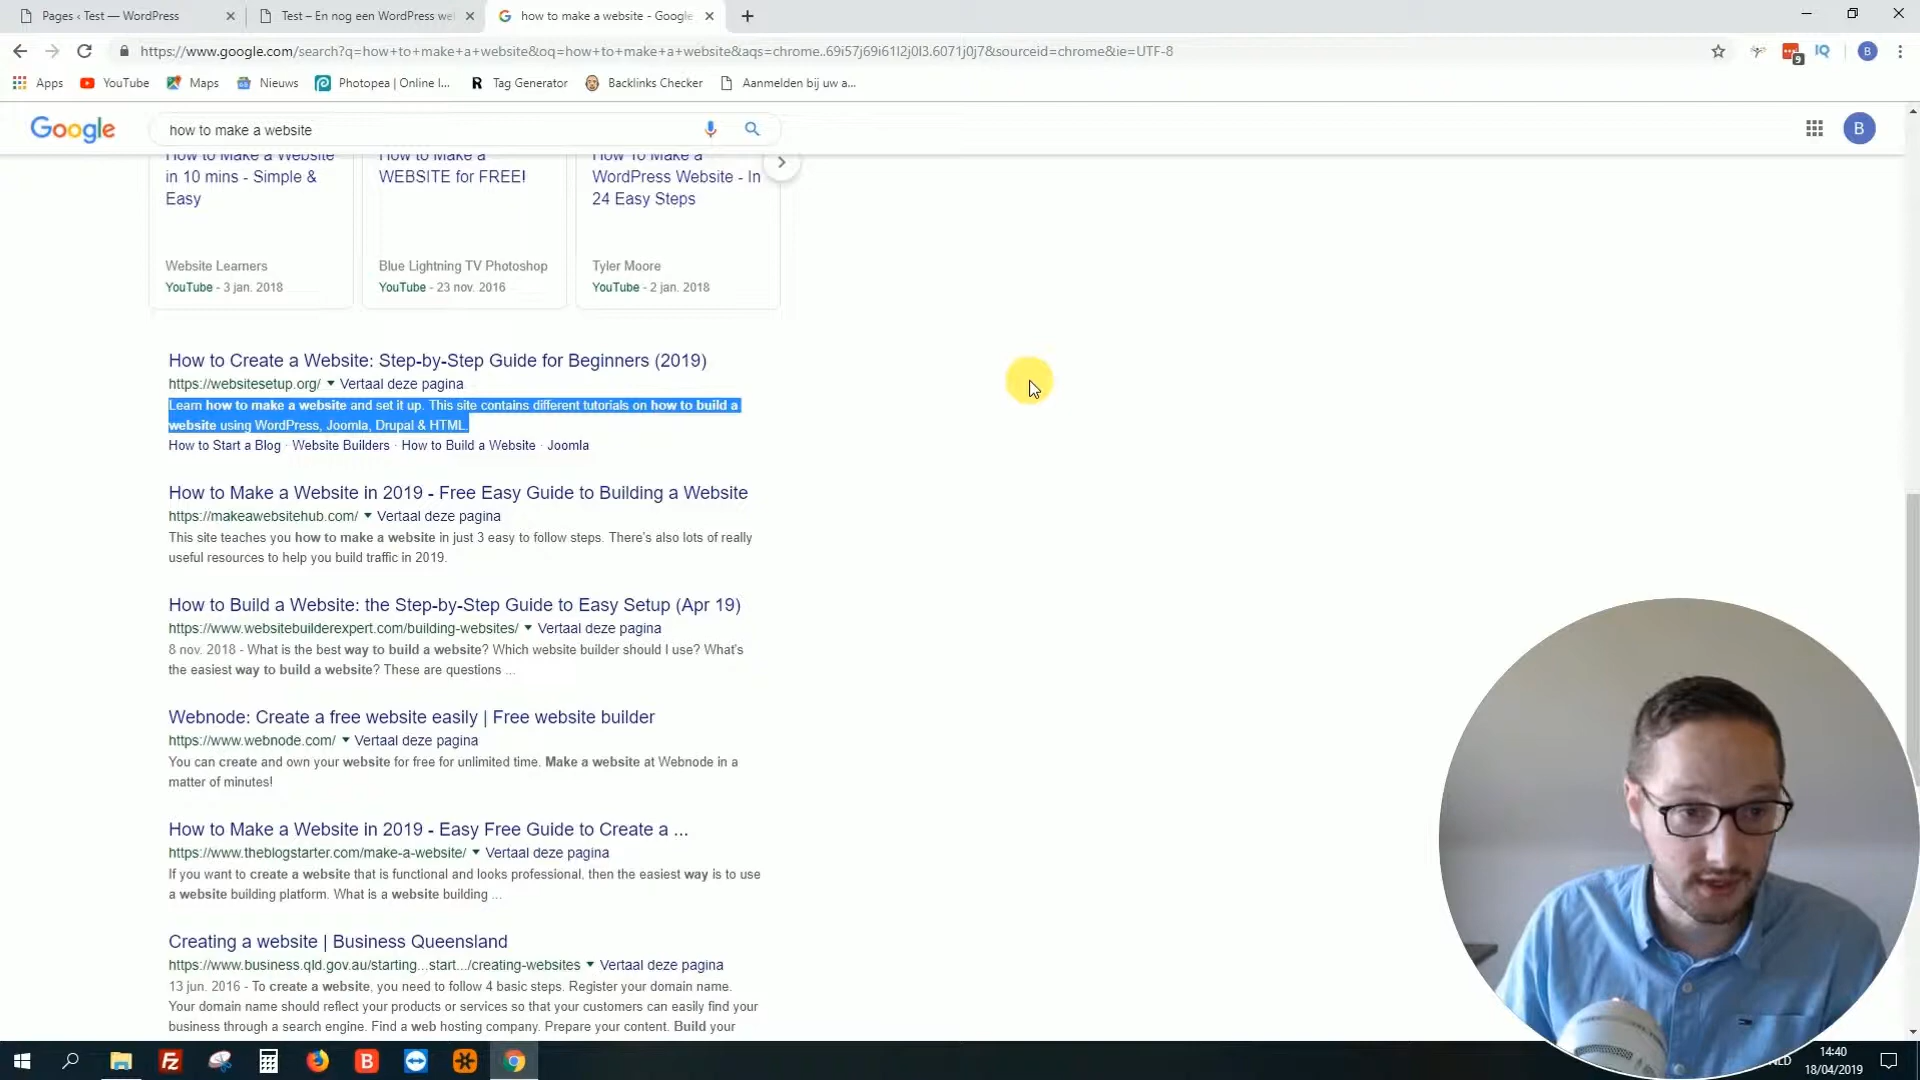 Pages ‹ Test — WordPress
Test – En nog een WordPress we
how to make a website - Google
https://www.google.com/search?q=how+to+make+a+website&oq=how+to+make+a+website&aqs=chrome..69i57j69i61l2j0l3.6071j0j7&sourceid=chrome&ie=UTF-8
9
IQ
B
Apps
YouTube
Maps
Nieuws
Photopea | Online I...
R Tag Generator
Backlinks Checker
Aanmelden bij uw a...
Google
how to make a website
B
How to Make a Website
in 10 mins - Simple &
Easy
Website Learners
YouTube - 3 jan. 2018
How to Make a
WEBSITE for FREE!
Blue Lightning TV Photoshop
YouTube - 23 nov. 2016
How To Make a
WordPress Website - In
24 Easy Steps
Tyler Moore
YouTube - 2 jan. 2018
How to Create a Website: Step-by-Step Guide for Beginners (2019)
https://websitesetup.org/ Vertaal deze pagina
Learn how to make a website and set it up. This site contains different tutorials on how to build a
website using WordPress, Joomla, Drupal & HTML.
How to Start a Blog · Website Builders · How to Build a Website · Joomla
How to Make a Website in 2019 - Free Easy Guide to Building a Website
https://makeawebsitehub.com/ Vertaal deze pagina
This site teaches you how to make a website in just 3 easy to follow steps. There's also lots of really
useful resources to help you build traffic in 2019.
How to Build a Website: the Step-by-Step Guide to Easy Setup (Apr 19)
https://www.websitebuilderexpert.com/building-websites/ Vertaal deze pagina
8 nov. 2018 - What is the best way to build a website? Which website builder should I use? What's
the easiest way to build a website? These are questions ...
Webnode: Create a free website easily | Free website builder
https://www.webnode.com/ Vertaal deze pagina
You can create and own your website for free for unlimited time. Make a website at Webnode in a
matter of minutes!
How to Make a Website in 2019 - Easy Free Guide to Create a ...
https://www.theblogstarter.com/make-a-website/ Vertaal deze pagina
If you want to create a website that is functional and looks professional, then the easiest way is to use
a website building platform. What is a website building ...
Creating a website | Business Queensland
https://www.business.qld.gov.au/starting...start.../creating-websites Vertaal deze pagina
13 jun. 2016 - To create a website, you need to follow 4 basic steps. Register your domain name.
Your domain name should reflect your products or services so that your customers can easily find your
business through a search engine. Find a web hosting company. Prepare your content. Build your
Fz
B
NLD
14:40
18/04/2019